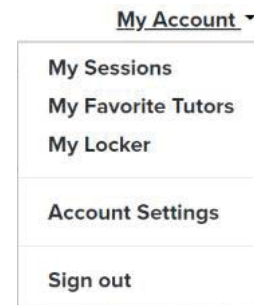 My Account
My Sessions
My Favorite Tutors
My Locker
Account Settings
Sign out